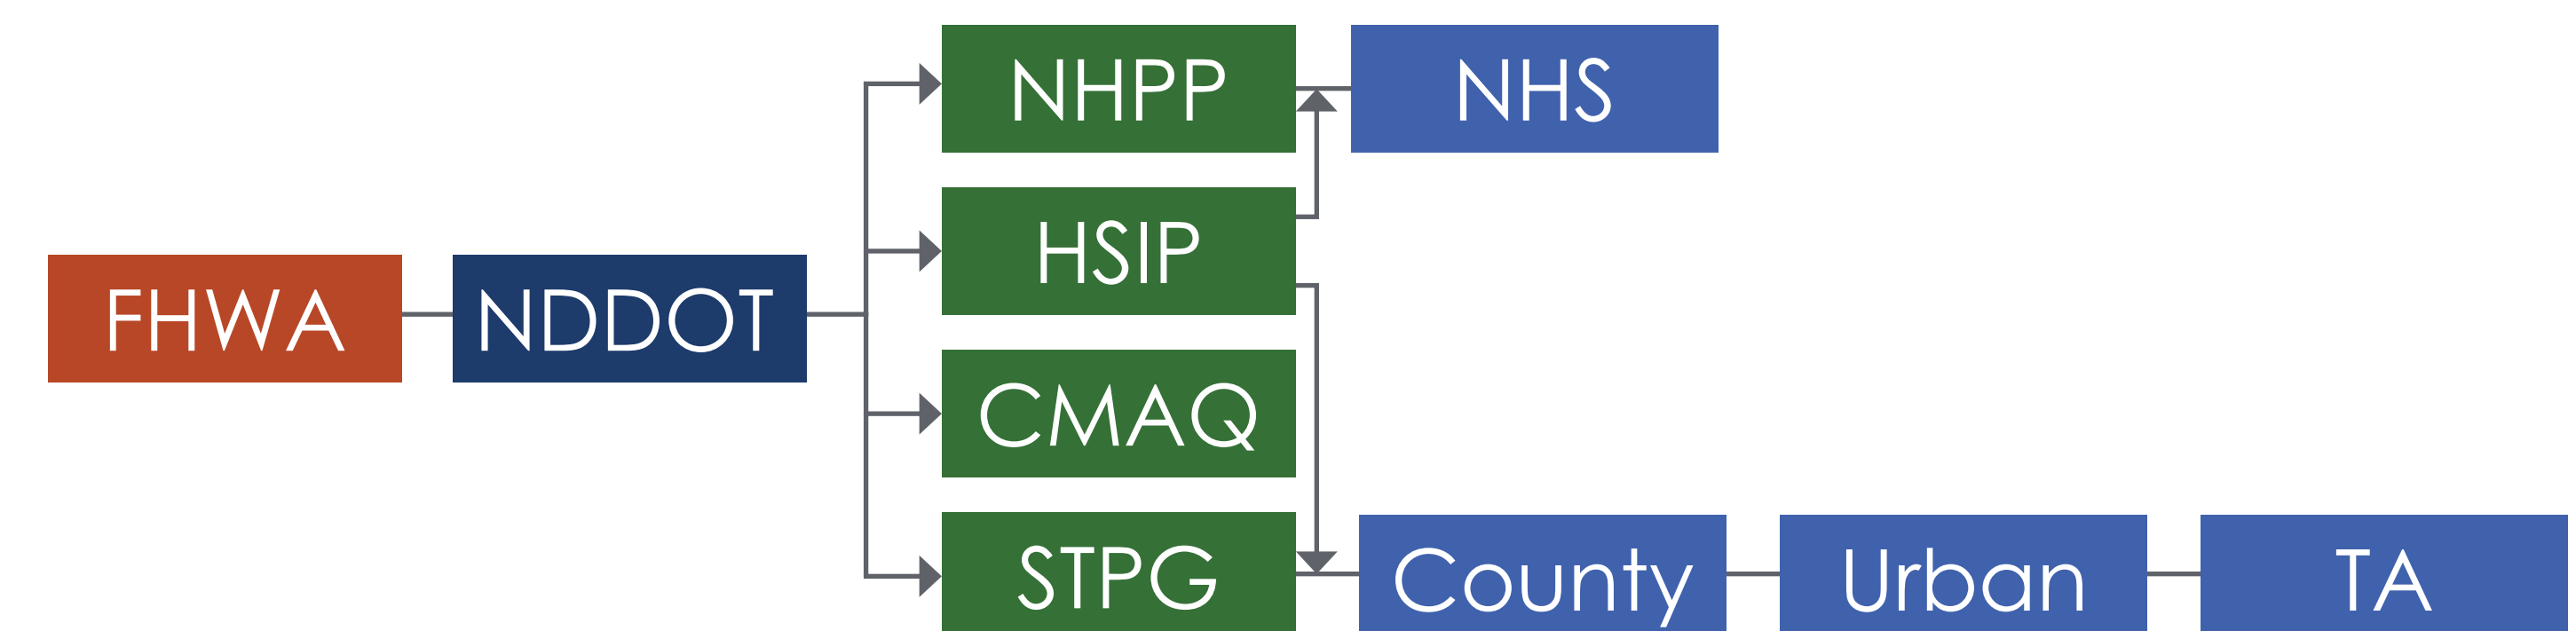 NHPP
NHS
HSIP
FHWA
NDDOT
CMAQ
STPG
County
Urban
TA